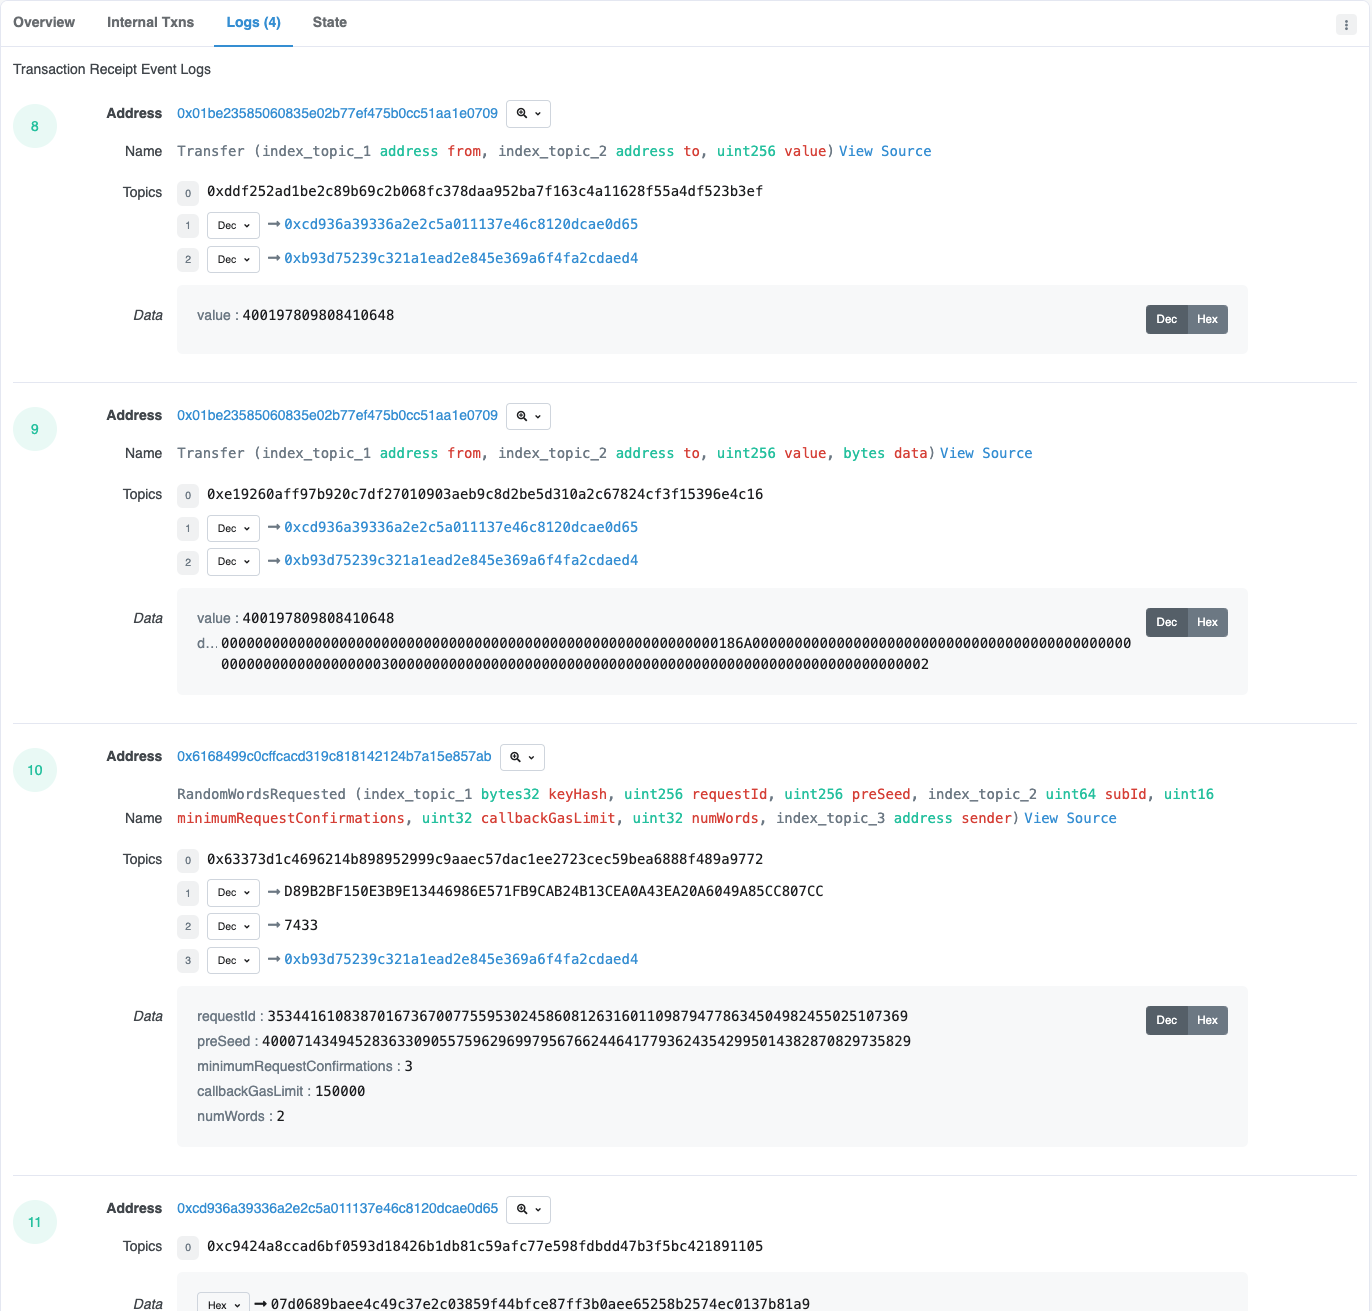 Overview Internal Txns Logs (4) State
Transaction Receipt Event Logs
8 Address 0x01be23585060835e02b77ef475b0cc51aa1e0709
Name Transfer (index_topic_1 address from, index_topic_2 address to, uint256 value) View Source
Topics 0 0xddf252ad1be2c89b69c2b068fc378daa952ba7f163c4a11628f55a4df523b3ef
1 Dec → 0xcd936a39336a2e2c5a011137e46c8120dcae0d65
2 Dec → 0xb93d75239c321a1ead2e845e369a6f4fa2cdaed4
Data value : 400197809808410648 Dec Hex
9 Address 0x01be23585060835e02b77ef475b0cc51aa1e0709
Name Transfer (index_topic_1 address from, index_topic_2 address to, uint256 value, bytes data) View Source
Topics 0 0xe19260aff97b920c7df27010903aeb9c8d2be5d310a2c67824cf3f15396e4c16
1 Dec → 0xcd936a39336a2e2c5a011137e46c8120dcae0d65
2 Dec → 0xb93d75239c321a1ead2e845e369a6f4fa2cdaed4
Data value : 400197809808410648 Dec Hex
d... 00000000000000000000000000000000000000000000000000000000000186A000000000000000000000000000000000000000000000
0000000000000000000300000000000000000000000000000000000000000000000000000000000000002
10 Address 0x6168499c0cffcacd319c818142124b7a15e857ab
RandomWordsRequested (index_topic_1 bytes32 keyHash, uint256 requestId, uint256 preSeed, index_topic_2 uint64 subId, uint16
Name minimumRequestConfirmations, uint32 callbackGasLimit, uint32 numWords, index_topic_3 address sender) View Source
Topics 0 0x63373d1c4696214b898952999c9aaec57dac1ee2723cec59bea6888f489a9772
1 Dec → D89B2BF150E3B9E13446986E571FB9CAB24B13CEA0A43EA20A6049A85CC807CC
2 Dec → 7433
3 Dec → 0xb93d75239c321a1ead2e845e369a6f4fa2cdaed4
Data requestId : 35344161083870167367007755953024586081263160110987947786345049824550251​07369 Dec Hex
preSeed : 40007143494528363309055759629699795676624464177936243542995014382870829735829
minimumRequestConfirmations : 3
callbackGasLimit : 150000
numWords : 2
11 Address 0xcd936a39336a2e2c5a011137e46c8120dcae0d65
Topics 0 0xc9424a8ccad6bf0593d18426b1db81c59afc77e598fdbdd47b3f5bc421891105
Data Hex → 07d0689baee4c49c37e2c03859f44bfce87ff3b0aee65258b2574ec0137b81a9